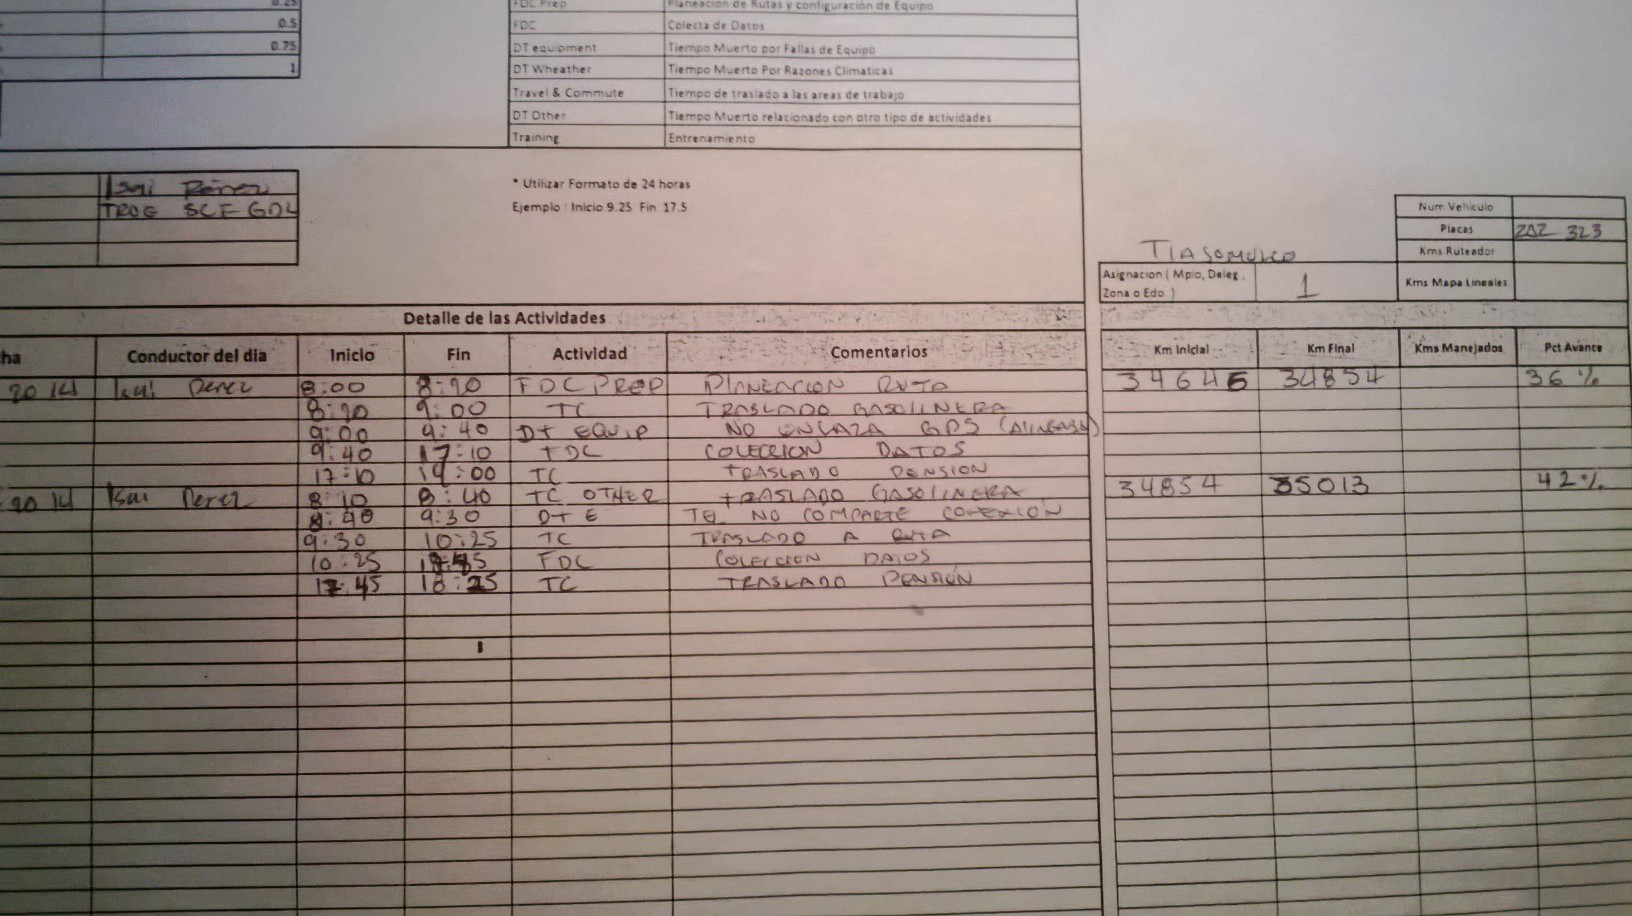 0.25
FDC Prep Planeacion de Rutas y configuración de Equipo
0.5
FDC Colecta de Datos
0.75
DT equipment Tiempo Muerto por Fallas de Equipo
1
DT Wheather Tiempo Muerto Por Razones Climaticas
Travel & Commute Tiempo de traslado a las areas de trabajo
DT Other Tiempo Muerto relacionado con otro tipo de actividades
Training Entrenamiento
Isai Perez
* Utilizar Formato de 24 horas
TROG SCE GDL
Ejemplo : Inicio 9.25 Fin 17.5
Num Vehiculo
Placas 323
TLAJOMULCO
Kms Ruteador
Asignacion ( Mpio, Deleg,
Zona o Edo. ) 1
Kms Mapa Lineales
Detalle de las Actividades
ha Conductor del dia Inicio Fin Actividad Comentarios Km Inicial Km Final Kms Manejados Pct Avance
2014 Isai Perez 8:00 8:20 FDC PREP PLANEACION RUTA 34645 34854 36%
8:20 9:00 TC TRASLADO GASOLINERA
9:00 9:40 DT EQUIP NO ENLAZA GPS
9:40 17:10 FDC COLECCION DATOS
17:10 19:00 TC TRASLADO PENSION
2014 Isai Perez 8:10 8:40 TC OTHER TRASLADO GASOLINERA 34854 35013 42%
8:40 9:30 DT E TEL NO COMPARTE CONEXION
9:30 10:25 TC TRASLADO A RUTA
10:25 17:45 FDC COLECCION DATOS
17:45 18:25 TC TRASLADO PENSIÓN